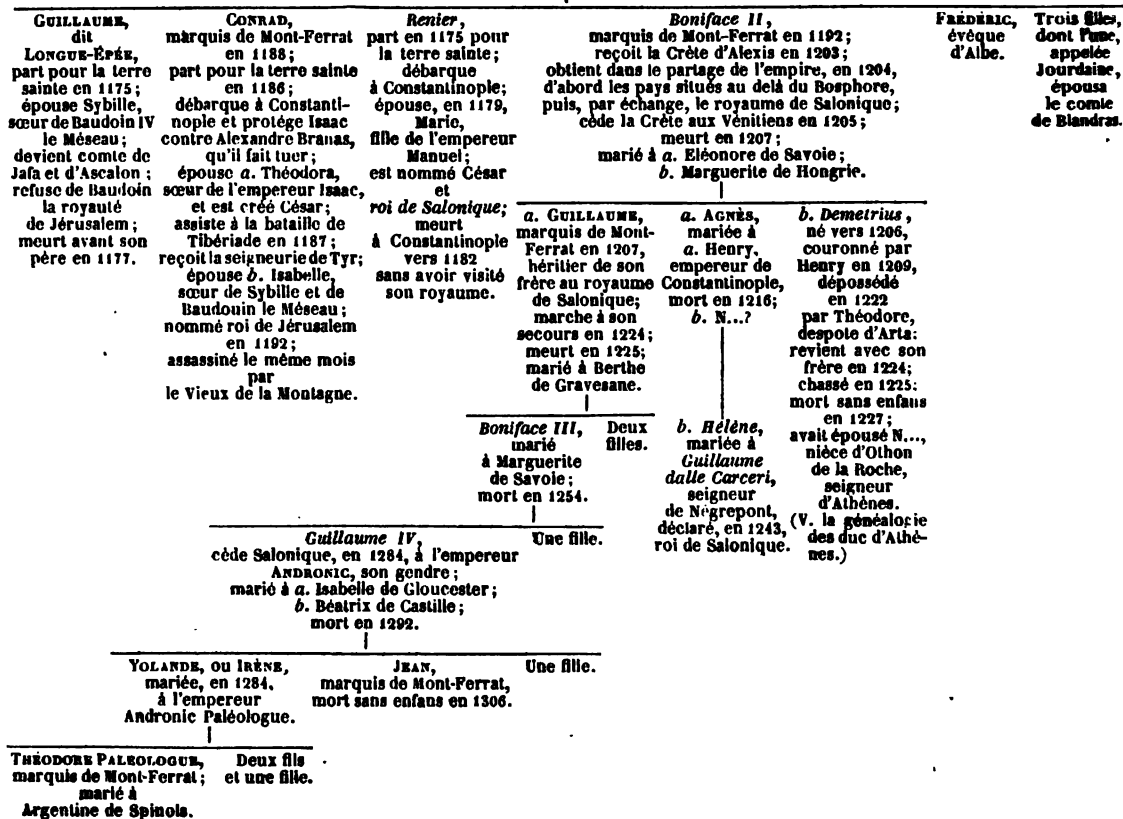 GUILLAUME,
dit
LONGUE-ÉPÉE,
part pour la terre
sainte en 1175;
épouse Sybille,
sœur de Baudoin IV
le Méseau;
devient comte de
Jafa et d'Ascalon;
refuse de Baudoin
la royauté
de Jérusalem;
meurt avant son
père en 1177.
CONRAD,
marquis de Mont-Ferrat
en 1188;
part pour la terre sainte
en 1186;
débarque à Constanti-
nople et protége Isaac
contre Alexandre Branas,
qu'il fait tuer;
épouse a. Théodora,
sœur de l'empereur Isaac,
et est créé César;
assiste à la bataille de
Tibériade en 1187;
reçoit la seigneurie de Tyr;
épouse b. Isabelle,
sœur de Sybille et de
Baudouin le Méseau;
nommé roi de Jérusalem
en 1192;
assassiné le même mois
par
le Vieux de la Montagne.
Renier,
part en 1175 pour
la terre sainte;
débarque
à Constantinople;
épouse, en 1179,
Marie,
fille de l'empereur
Manuel;
est nommé César
et
roi de Salonique;
meurt
à Constantinople
vers 1182
sans avoir visité
son royaume.
Boniface II,
marquis de Mont-Ferrat en 1192;
reçoit la Crète d'Alexis en 1203;
obtient dans le partage de l'empire, en 1204,
d'abord les pays situés au delà du Bosphore,
puis, par échange, le royaume de Salonique;
cède la Crète aux Vénitiens en 1205;
meurt en 1207;
marié à a. Eléonore de Savoie;
b. Marguerite de Hongrie.
FRÉDÉRIC,
évêque
d'Albe.
Trois filles,
dont l'une,
appelée
Jourdaine,
épousa
le comte
de Blandras.
a. GUILLAUME,
marquis de Mont-
Ferrat en 1207,
héritier de son
frère au royaume
de Salonique;
marche à son
secours en 1224;
meurt en 1225;
marié à Berthe
de Gravesane.
a. AGNÈS,
mariée à
a. Henry,
empereur de
Constantinople,
mort en 1216;
b. N...?
b. Demetrius,
né vers 1206,
couronné par
Henry en 1209,
dépossédé
en 1222
par Théodore,
despote d'Arta:
revient avec son
frère en 1224;
chassé en 1225:
mort sans enfans
en 1227;
avait épousé N...,
nièce d'Othon
de la Roche,
seigneur
d'Athènes.
(V. la généalogie
des duc d'Athè-
nes.)
Boniface III,
marié
à Marguerite
de Savoie;
mort en 1254.
Deux
filles.
b. Hélène,
mariée à
Guillaume
dalle Carceri,
seigneur
de Négrepont,
déclaré, en 1243,
roi de Salonique.
Guillaume IV,
cède Salonique, en 1284, à l'empereur
ANDRONIC, son gendre;
marié à a. Isabelle de Gloucester;
b. Béatrix de Castille;
mort en 1292.
Une fille.
YOLANDE, ou IRÈNE,
mariée, en 1284,
à l'empereur
Andronic Paléologue.
JEAN,
marquis de Mont-Ferrat,
mort sans enfans en 1306.
Une fille.
THÉODORE PALEOLOGUE,
marquis de Mont-Ferrat;
marié à
Argentine de Spinola.
Deux fils
et une fille.